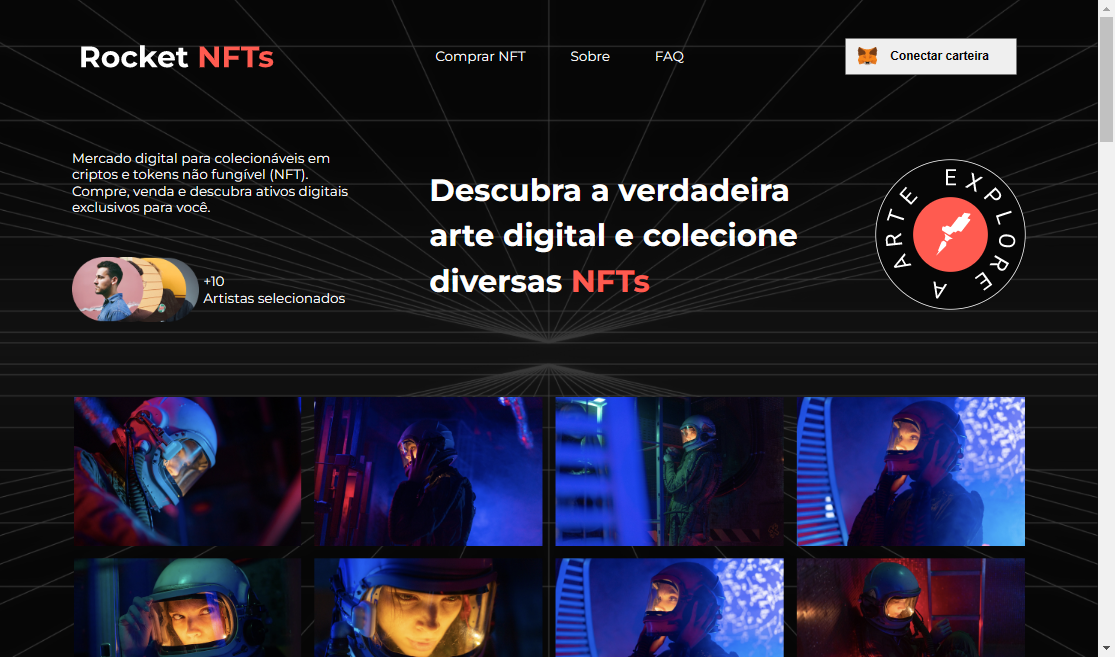 Rocket NFTs
Comprar NFT
Sobre
FAQ
Conectar carteira
Mercado digital para colecionáveis em
criptos e tokens não fungível (NFT).
Compre, venda e descubra ativos digitais
exclusivos para você.
+10
Artistas selecionados
Descubra a verdadeira
arte digital e colecione
diversas NFTs
EXPLORE A ARTE